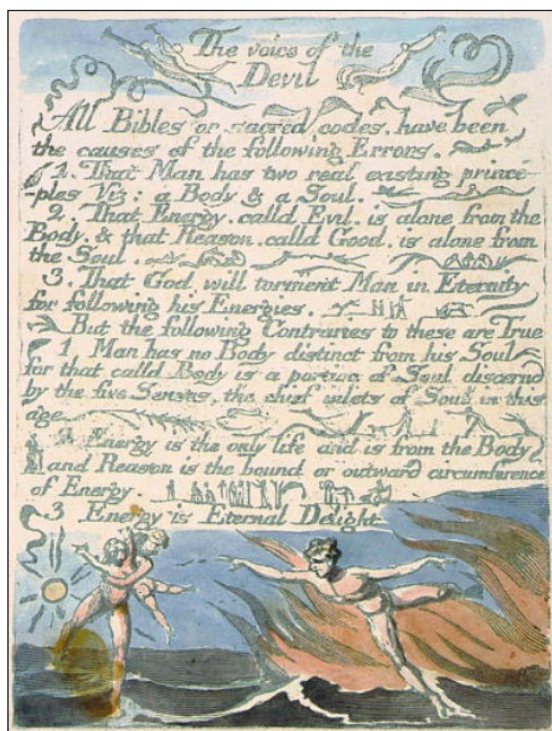 The voice of the
Devil
All Bibles or sacred codes. have been
the causes of the following Errors.
1. That Man has two real existing princi-
-ples Viz: a Body & a Soul.
2. That Energy. calld Evil. is alone from the
Body. & that Reason. calld Good. is alone from
the Soul.
3. That God will torment Man in Eternity
for following his Energies.
But the following Contraries to these are True
1 Man has no Body distinct from his Soul
for that calld Body is a portion of Soul discernd
by the five Senses. the chief inlets of Soul in this
age
2 Energy is the only life and is from the Body
and Reason is the bound or outward circumference
of Energy.
3 Energy is Eternal Delight